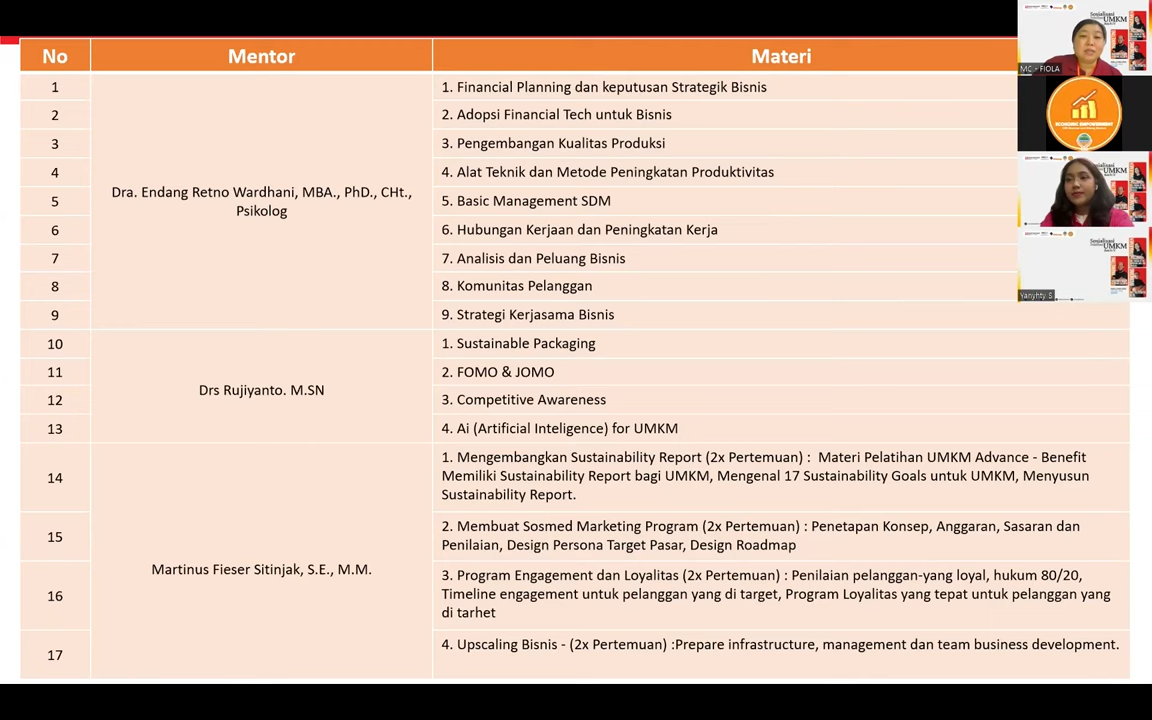 No Mentor Materi
1 1. Financial Planning dan keputusan Strategik Bisnis
2 2. Adopsi Financial Tech untuk Bisnis
3 3. Pengembangan Kualitas Produksi
4 4. Alat Teknik dan Metode Peningkatan Produktivitas
Dra. Endang Retno Wardhani, MBA., PhD., CHt.,
Psikolog
5 5. Basic Management SDM
6 6. Hubungan Kerjaan dan Peningkatan Kerja
7 7. Analisis dan Peluang Bisnis
8 8. Komunitas Pelanggan
9 9. Strategi Kerjasama Bisnis
10 1. Sustainable Packaging
11 2. FOMO & JOMO
Drs Rujiyanto. M.SN
12 3. Competitive Awareness
13 4. Ai (Artificial Inteligence) for UMKM
14 1. Mengembangkan Sustainability Report (2x Pertemuan) : Materi Pelatihan UMKM Advance - Benefit
Memiliki Sustainability Report bagi UMKM, Mengenal 17 Sustainability Goals untuk UMKM, Menyusun
Sustainability Report.
15 2. Membuat Sosmed Marketing Program (2x Pertemuan) : Penetapan Konsep, Anggaran, Sasaran dan
Penilaian, Design Persona Target Pasar, Design Roadmap
Martinus Fieser Sitinjak, S.E., M.M.
16 3. Program Engagement dan Loyalitas (2x Pertemuan) : Penilaian pelanggan-yang loyal, hukum 80/20,
Timeline engagement untuk pelanggan yang di target, Program Loyalitas yang tepat untuk pelanggan yang
di tarhet
17 4. Upscaling Bisnis - (2x Pertemuan) :Prepare infrastructure, management dan team business development.
Sosialisasi
UMKM
MC - FIOLA
ECONOMIC EMPOWERMENT
UMKM
Sosialisasi
UMKM
Yanyhty S